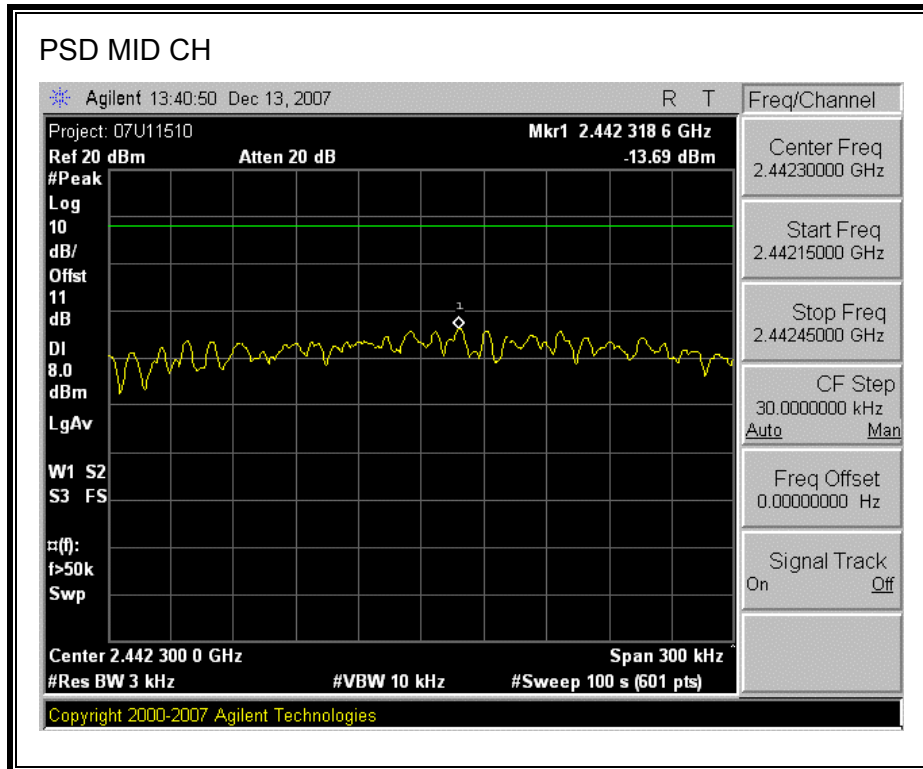 PSD MID CH
Agilent 13:40:50 Dec 13, 2007 R T
Project: 07U11510 Mkr1 2.442 318 6 GHz
Ref 20 dBm Atten 20 dB -13.69 dBm
#Peak
Log
10
dB/
Offst
11
dB
DI
8.0
dBm
LgAv
W1 S2
S3 FS
¤(f):
f>50k
Swp
1
Center 2.442 300 0 GHz Span 300 kHz
#Res BW 3 kHz #VBW 10 kHz #Sweep 100 s (601 pts)
Copyright 2000-2007 Agilent Technologies
Freq/Channel
Center Freq
2.44230000 GHz
Start Freq
2.44215000 GHz
Stop Freq
2.44245000 GHz
CF Step
30.0000000 kHz
Auto Man
Freq Offset
0.00000000 Hz
Signal Track
On Off